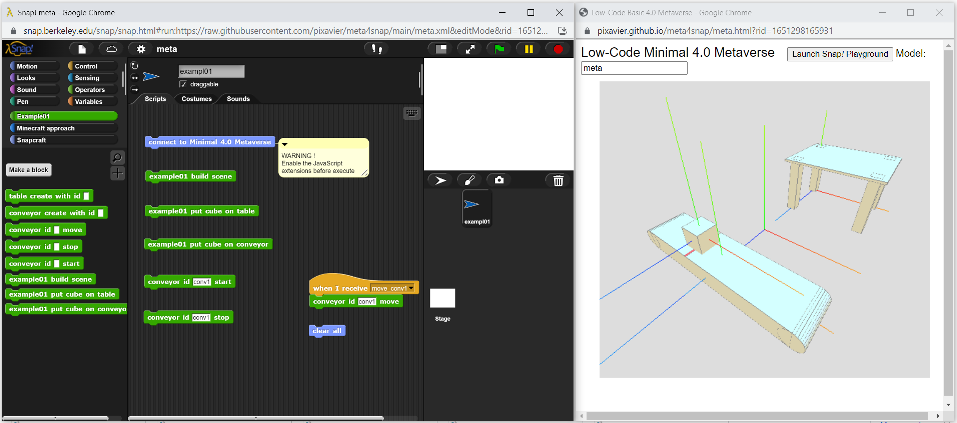 Snap! meta - Google Chrome
snap.berkeley.edu/snap/snap.html#run:https://raw.githubusercontent.com/pixavier/meta4snap/main/meta.xml&editMode&rid 16512...
Snap!
meta
Motion
Control
Looks
Sensing
Sound
Operators
Pen
Variables
Example01
Minecraft approach
Snapcraft
Make a block
table create with id
conveyor create with id
conveyor id move
conveyor id stop
conveyor id start
example01 build scene
example01 put cube on table
example01 put cube on conveyo
exampl01
draggable
Scripts
Costumes
Sounds
connect to Minimal 4.0 Metaverse
WARNING !
Enable the JavaScript
extensions before execute
example01 build scene
example01 put cube on table
example01 put cube on conveyor
conveyor id conv1 start
conveyor id conv1 stop
when I receive move_conv1
conveyor id conv1 move
clear all
exampl01
Stage
Low-Code Basic 4.0 Metaverse - Google Chrome
pixavier.github.io/meta4snap/meta.html?rid 1651298165931
Low-Code Minimal 4.0 Metaverse
Launch Snap! Playground
Model:
meta